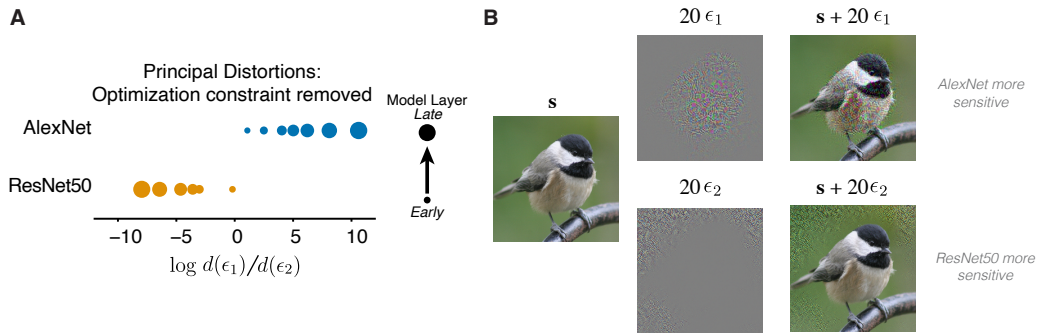 A
Principal Distortions:
Optimization constraint removed
AlexNet
ResNet50
Model Layer
Late
Early
−10 −5 0 5 10
log d(ϵ₁)/d(ϵ₂)
B
s
20 ϵ₁
s + 20 ϵ₁
AlexNet more
sensitive
20 ϵ₂
s + 20ϵ₂
ResNet50 more
sensitive